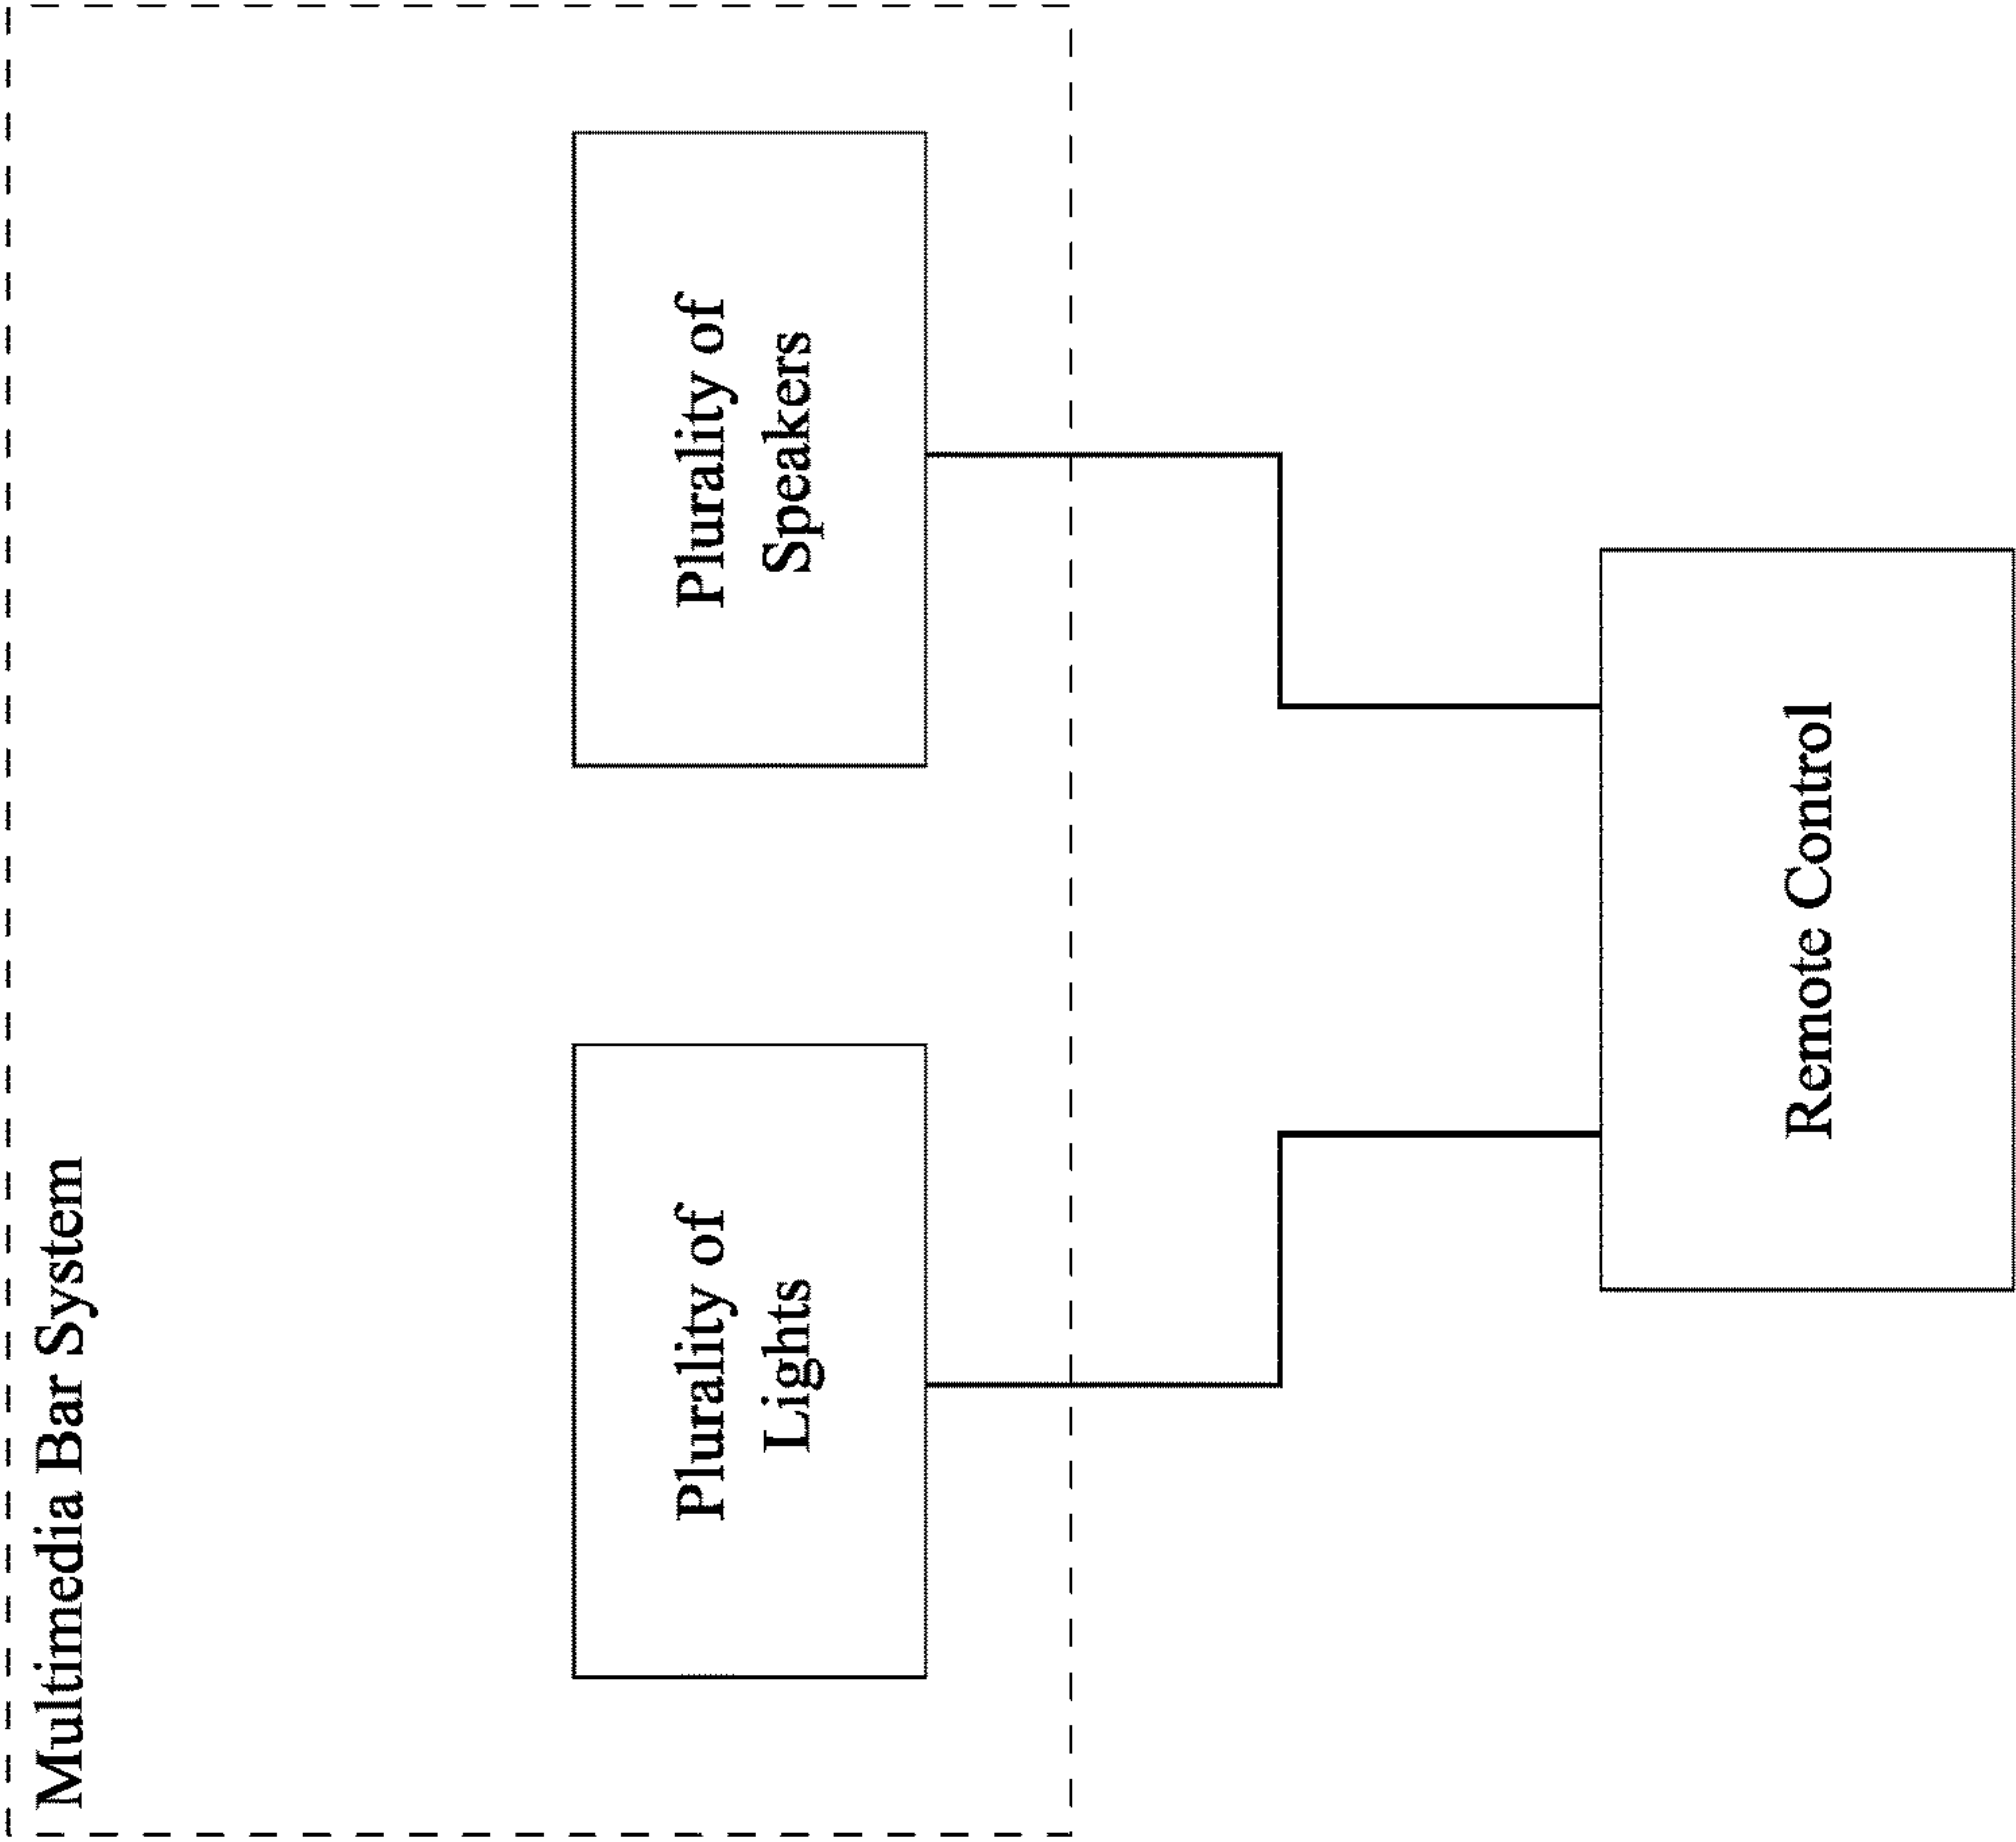 Multimedia Bar System
Plurality of
Lights
Plurality of
Speakers
Remote Control